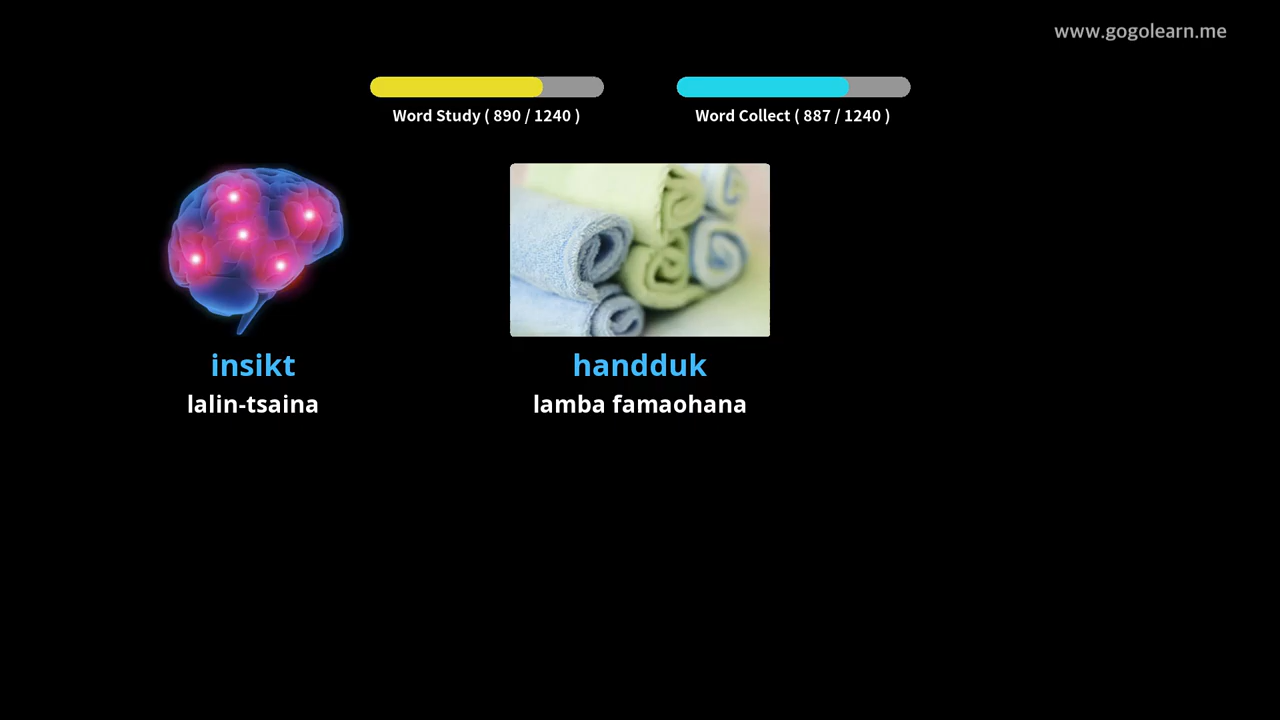 www.gogolearn.me
Word Study ( 890 / 1240 )
Word Collect ( 887 / 1240 )
insikt
lalin-tsaina
handduk
lamba famaohana